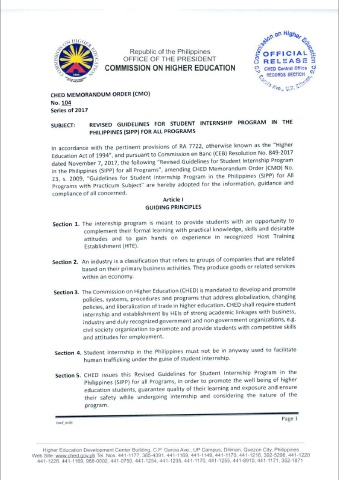 Republic of the Philippines
OFFICE OF THE PRESIDENT
COMMISSION ON HIGHER EDUCATION
Commission on Higher Education
OFFICIAL
RELEASE
CHED Central Office
RECORDS SECTION
C.P. Garcia Ave., U.P. Diliman,
CHED MEMORANDUM ORDER (CMO)
No. 104
Series of 2017
SUBJECT: REVISED GUIDELINES FOR STUDENT INTERNSHIP PROGRAM IN THE
PHILIPPINES (SIPP) FOR ALL PROGRAMS
In accordance with the pertinent provisions of RA 7722, otherwise known as the "Higher
Education Act of 1994", and pursuant to Commission en Banc (CEB) Resolution No. 849-2017
dated November 7, 2017, the following "Revised Guidelines for Student Internship Program
in the Philippines (SIPP) for all Programs", amending CHED Memorandum Order (CMO) No.
23, s. 2009, "Guidelines for Student Internship Program in the Philippines (SIPP) for All
Programs with Practicum Subject" are hereby adopted for the information, guidance and
compliance of all concerned.
Article I
GUIDING PRINCIPLES
Section 1. The internship program is meant to provide students with an opportunity to
complement their formal learning with practical knowledge, skills and desirable
attitudes and to gain hands on experience in recognized Host Training
Establishment (HTE).
Section 2. An industry is a classification that refers to groups of companies that are related
based on their primary business activities. They produce goods or related services
within an economy.
Section 3. The Commission on Higher Education (CHED) is mandated to develop and promote
policies, systems, procedures and programs that address globalization, changing
policies, and liberalization of trade in higher education. CHED shall require student
internship and establishment by HEIs of strong academic linkages with business,
industry and duly recognized government and non-government organizations, e.g.
civil society organization to promote and provide students with competitive skills
and attitudes for employment.
Section 4. Student internship in the Philippines must not be in anyway used to facilitate
human trafficking under the guise of student internship.
Section 5. CHED issues this Revised Guidelines for Student Internship Program in the
Philippines (SIPP) for all Programs, in order to promote the well being of higher
education students, guarantee quality of their learning and exposure and ensure
their safety while undergoing internship and considering the nature of the
program.
Page 1
Higher Education Development Center Building, C.P. Garcia Ave., UP Campus, Diliman, Quezon City, Philippines
Web Site: www.ched.gov.ph Tel. Nos. 441-1177, 385-4391, 441-1169, 441-1149, 441-1170, 441-1216, 392-5296, 441-1220
441-1228, 441-1169, 988-0002, 441-0750, 441-1254, 441-1235, 441-1170, 441-1255, 441-8910, 441-1171, 352-1871